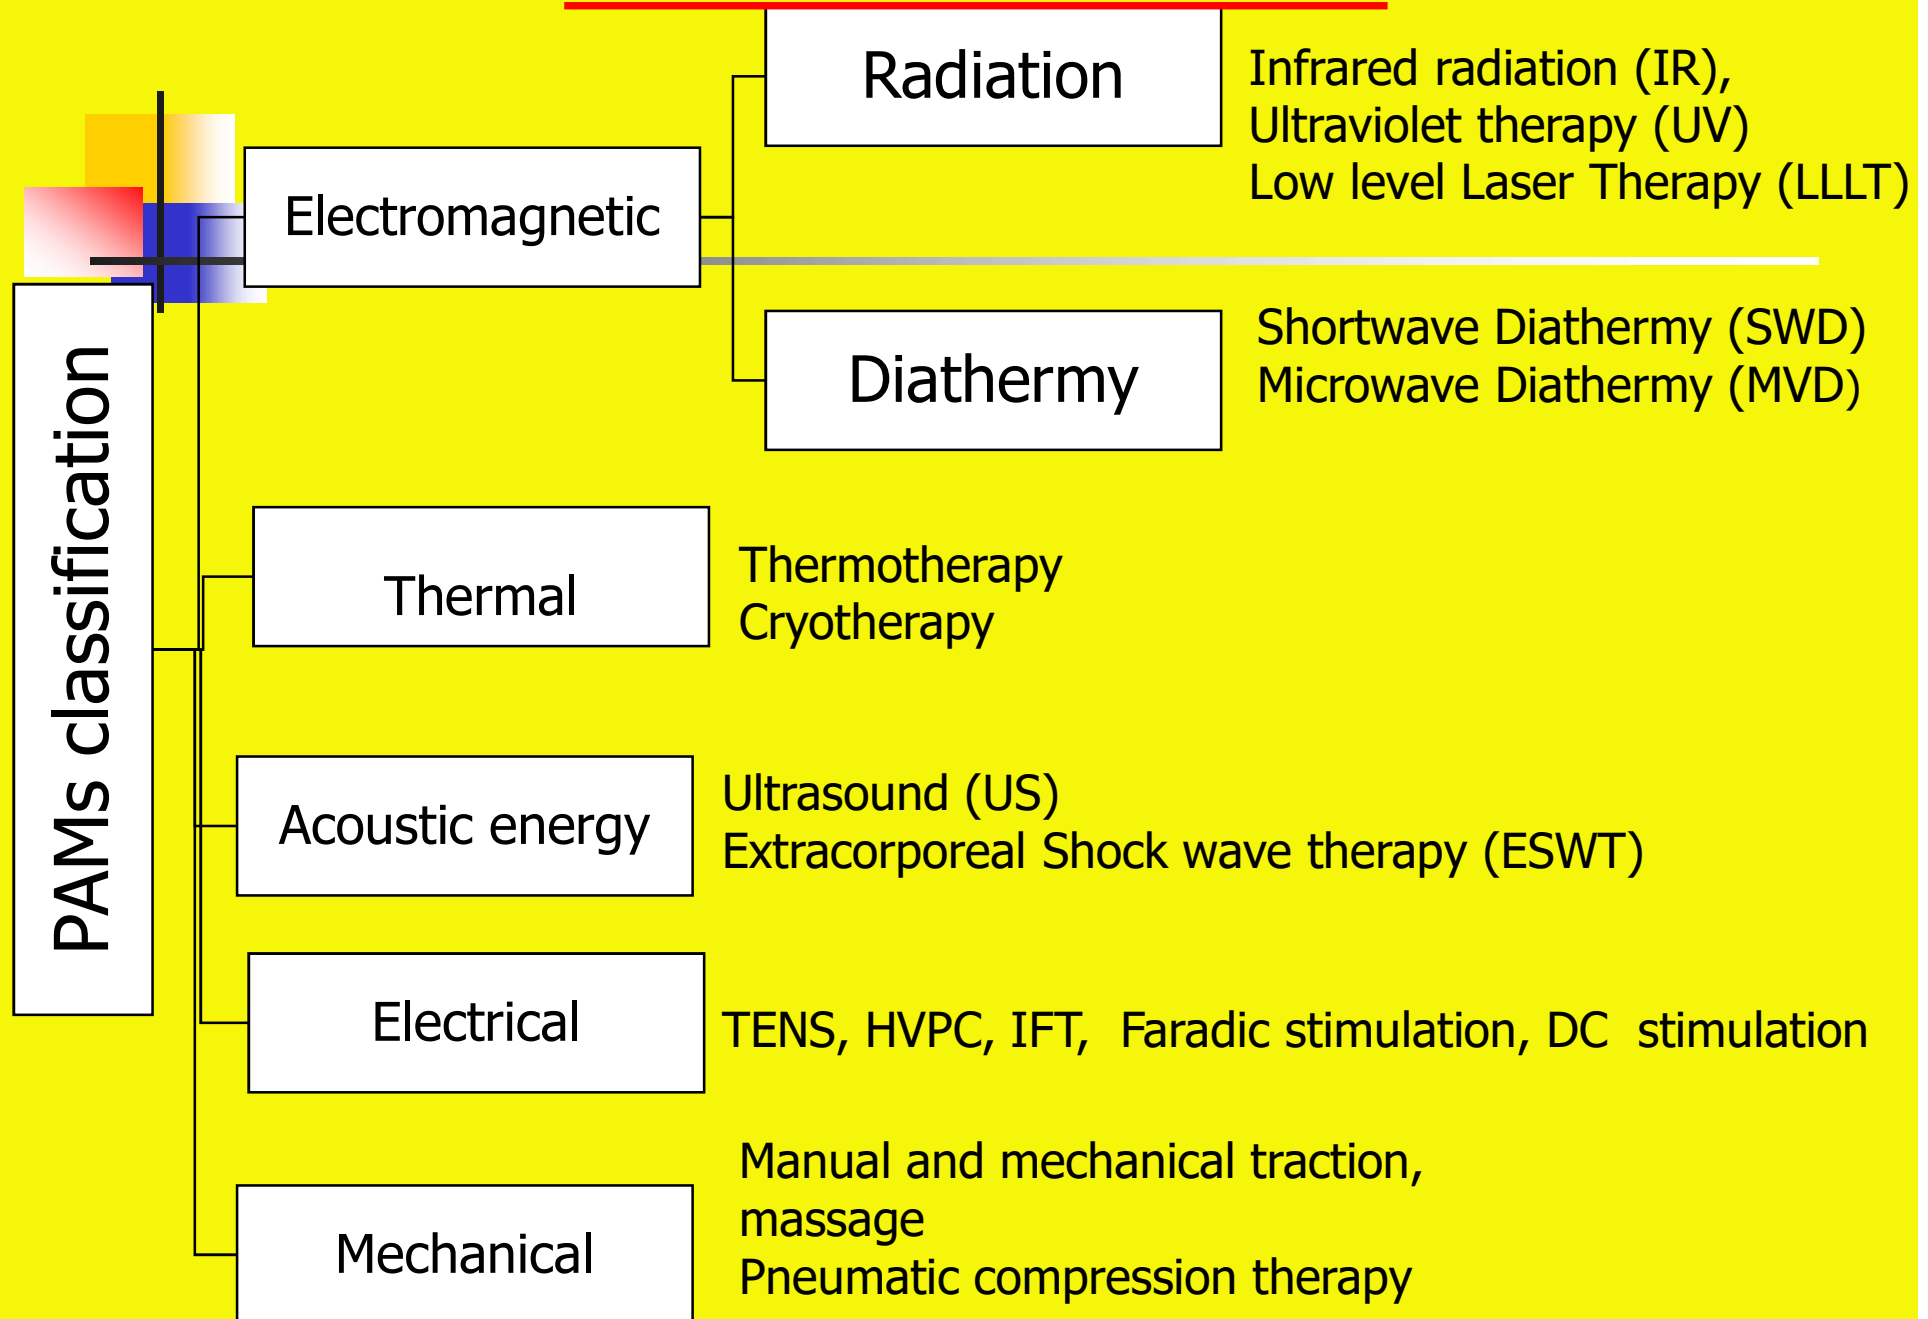 PAMs classification
Electromagnetic
Radiation
Infrared radiation (IR),
Ultraviolet therapy (UV)
Low level Laser Therapy (LLLT)
Diathermy
Shortwave Diathermy (SWD)
Microwave Diathermy (MVD)
Thermal
Thermotherapy
Cryotherapy
Acoustic energy
Ultrasound (US)
Extracorporeal Shock wave therapy (ESWT)
Electrical
TENS, HVPC, IFT, Faradic stimulation, DC stimulation
Mechanical
Manual and mechanical traction,
massage
Pneumatic compression therapy